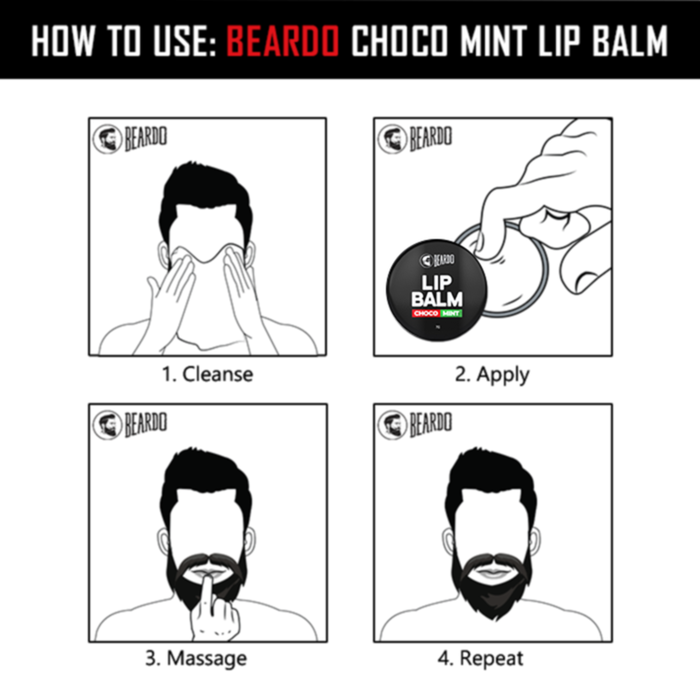 HOW TO USE: BEARDO CHOCO MINT LIP BALM
BEARDO
BEARDO
BEARDO
LIP
BALM
CHOCO MINT
1. Cleanse
2. Apply
BEARDO
BEARDO
3. Massage
4. Repeat